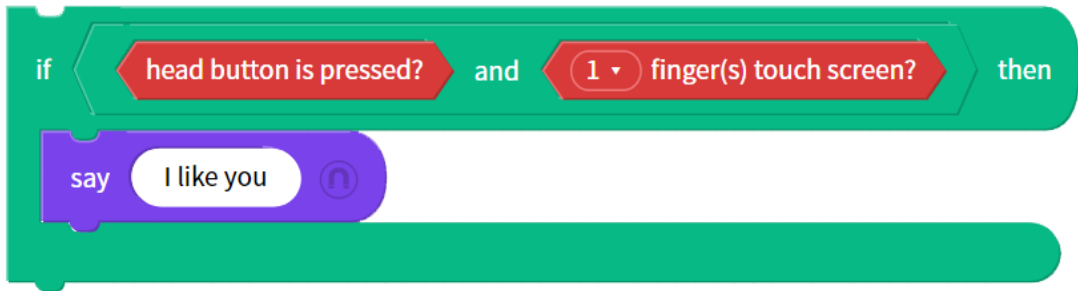 if head button is pressed? and 1 finger(s) touch screen? then
say I like you